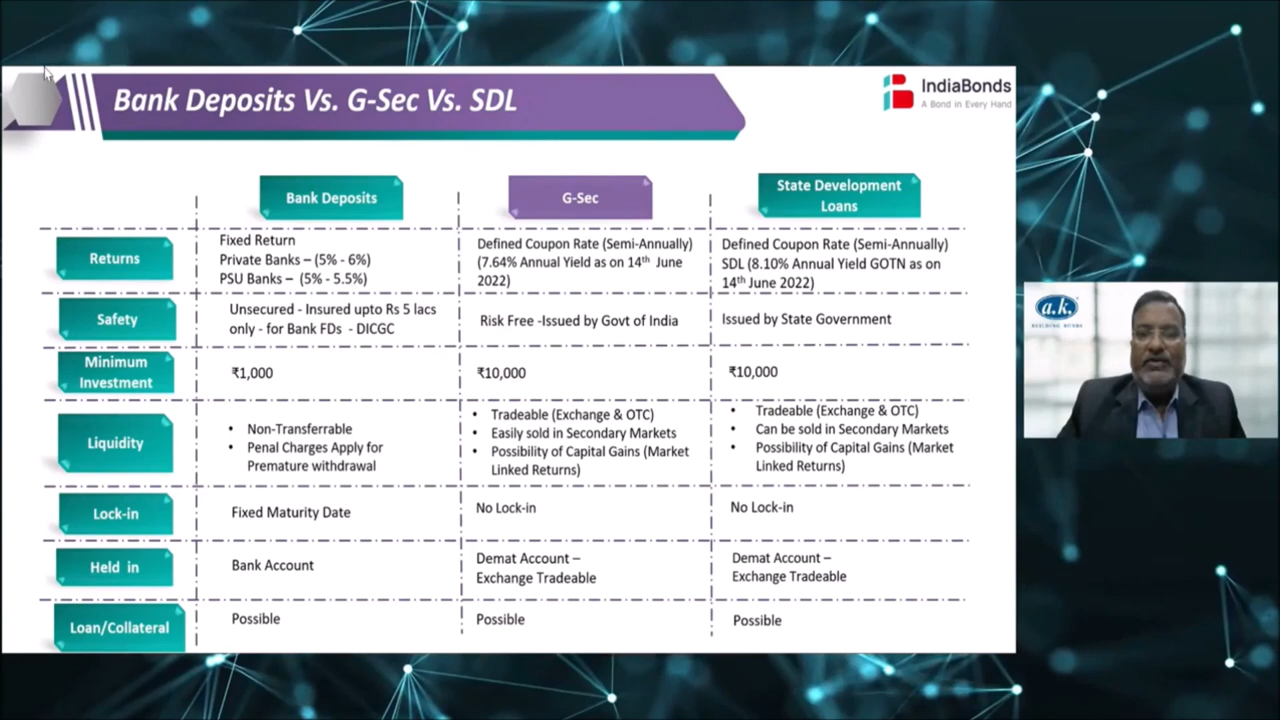 Bank Deposits Vs. G-Sec Vs. SDL
IndiaBonds
A Bond in Every Hand
Bank Deposits
G-Sec
State Development
Loans
Returns
Fixed Return
Private Banks – (5% - 6%)
PSU Banks – (5% - 5.5%)
Defined Coupon Rate (Semi-Annually)
(7.64% Annual Yield as on 14th June
2022)
Defined Coupon Rate (Semi-Annually)
SDL (8.10% Annual Yield GOTN as on
14th June 2022)
Safety
Unsecured - Insured upto Rs 5 lacs
only - for Bank FDs - DICGC
Risk Free -Issued by Govt of India
Issued by State Government
Minimum
Investment
₹1,000
₹10,000
₹10,000
Liquidity
• Non-Transferrable
• Penal Charges Apply for
Premature withdrawal
• Tradeable (Exchange & OTC)
• Easily sold in Secondary Markets
• Possibility of Capital Gains (Market
Linked Returns)
• Tradeable (Exchange & OTC)
• Can be sold in Secondary Markets
• Possibility of Capital Gains (Market
Linked Returns)
Lock-in
Fixed Maturity Date
No Lock-in
No Lock-in
Held in
Bank Account
Demat Account –
Exchange Tradeable
Demat Account –
Exchange Tradeable
Loan/Collateral
Possible
Possible
Possible
a.k.
BUILDING BONDS